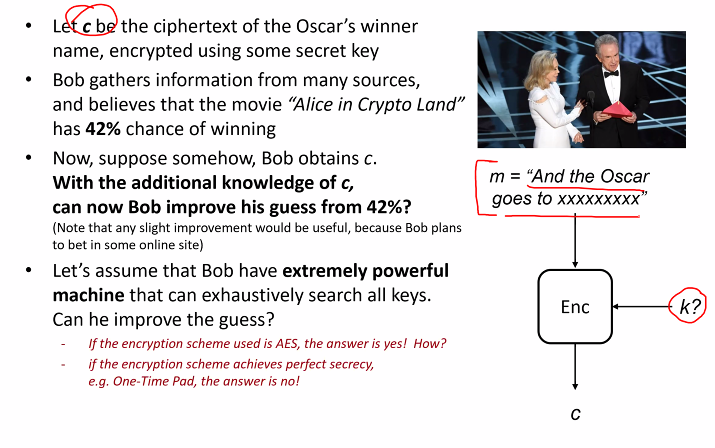 • Let c be the ciphertext of the Oscar’s winner
name, encrypted using some secret key
• Bob gathers information from many sources,
and believes that the movie “Alice in Crypto Land”
has 42% chance of winning
• Now, suppose somehow, Bob obtains c.
With the additional knowledge of c,
can now Bob improve his guess from 42%?
(Note that any slight improvement would be useful, because Bob plans
to bet in some online site)
• Let’s assume that Bob have extremely powerful
machine that can exhaustively search all keys.
Can he improve the guess?
- If the encryption scheme used is AES, the answer is yes! How?
- if the encryption scheme achieves perfect secrecy,
e.g. One-Time Pad, the answer is no!
m = “And the Oscar
goes to xxxxxxxxx”
Enc
k?
c